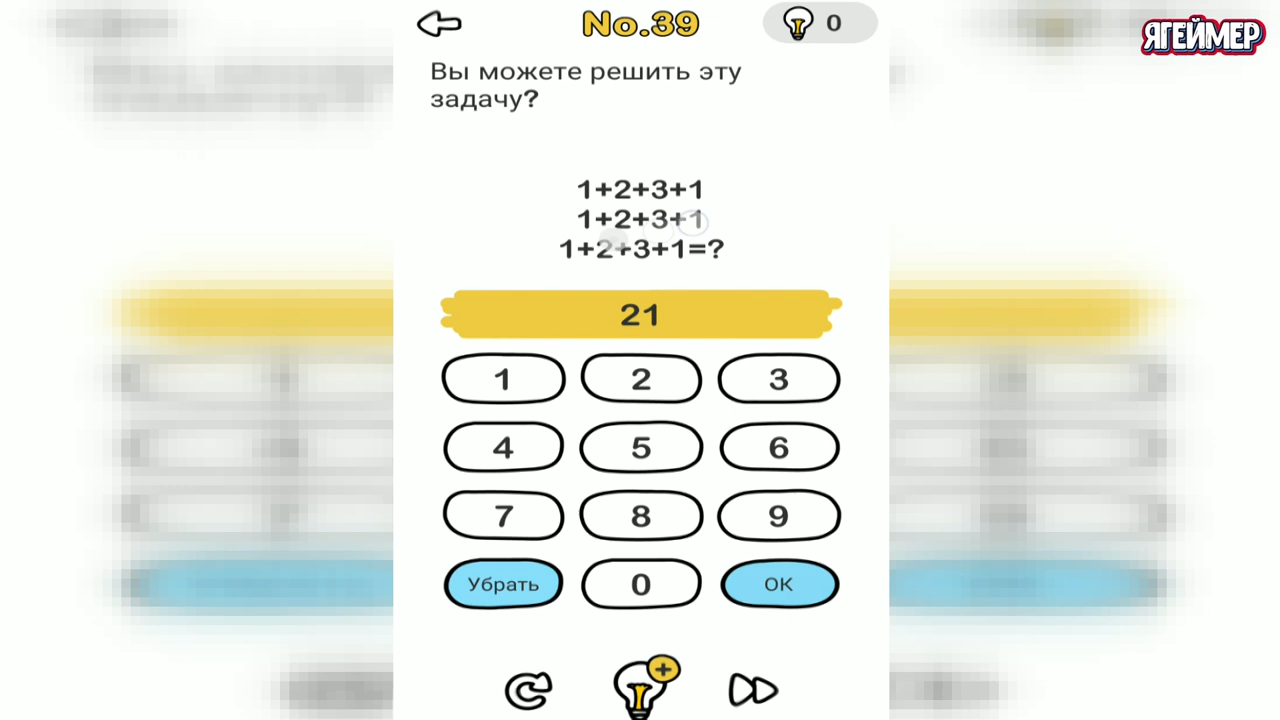 No.39
0
ЯГЕЙМЕР
Вы можете решить эту
задачу?
1+2+3+1
1+2+3+1
1+2+3+1=?
21
1 2 3
4 5 6
7 8 9
Убрать 0 ОК